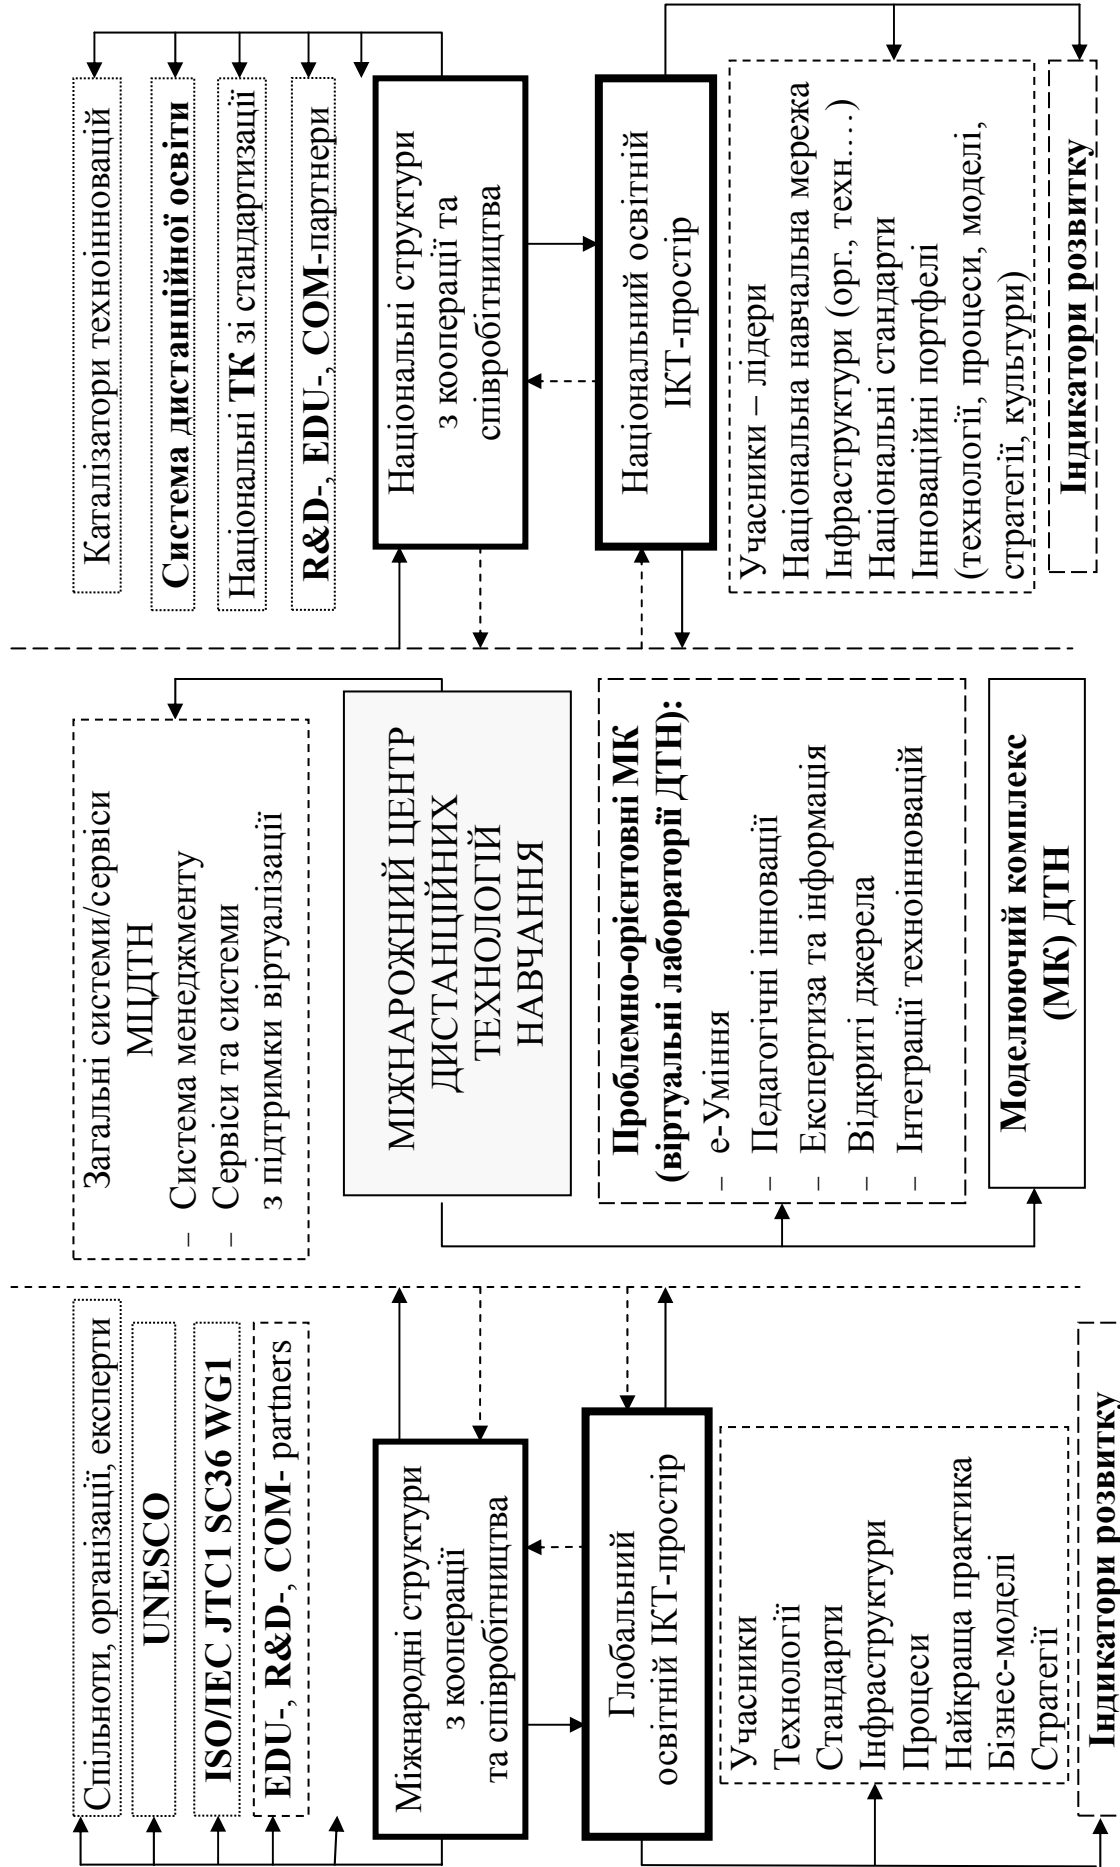 Спільноти, організації, експерти
UNESCO
ISO/IEC JTC1 SC36 WG1
EDU-, R&D-, COM- partners
Міжнародні структури
з кооперації
та співробітництва
Глобальний
освітній ІКТ-простір
Учасники
Технології
Стандарти
Інфраструктури
Процеси
Найкраща практика
Бізнес-моделі
Стратегії
Індикатори розвитку
Загальні системи/сервіси
МЦДТН
– Система менеджменту
– Сервіси та системи
з підтримки віртуалізації
МІЖНАРОЖНИЙ ЦЕНТР
ДИСТАНЦІЙНИХ
ТЕХНОЛОГІЙ
НАВЧАННЯ
Проблемно-орієнтовні МК
(віртуальні лабораторії ДТН):
– е-Уміння
– Педагогічні інновації
– Експертиза та інформація
– Відкриті джерела
– Інтеграції техноінновацій
Моделюючий комплекс
(МК) ДТН
Каталізатори техноінновацій
Система дистанційної освіти
Національні ТК зі стандартизації
R&D-, EDU-, COM-партнери
Національні структури
з кооперації та
співробітництва
Національний освітній
ІКТ-простір
Учасники – лідери
Національна навчальна мережа
Інфраструктури (орг., техн.…)
Національні стандарти
Інноваційні портфелі
(технології, процеси, моделі,
стратегії, культури)
Індикатори розвитку